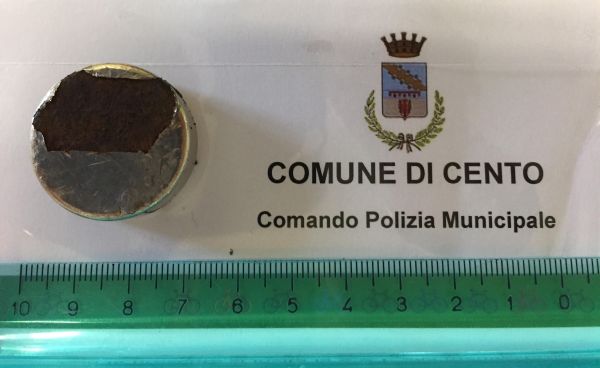 COMUNE DI CENTO
Comando Polizia Municipale
10 9 8 7 6 5 4 3 2 1 0